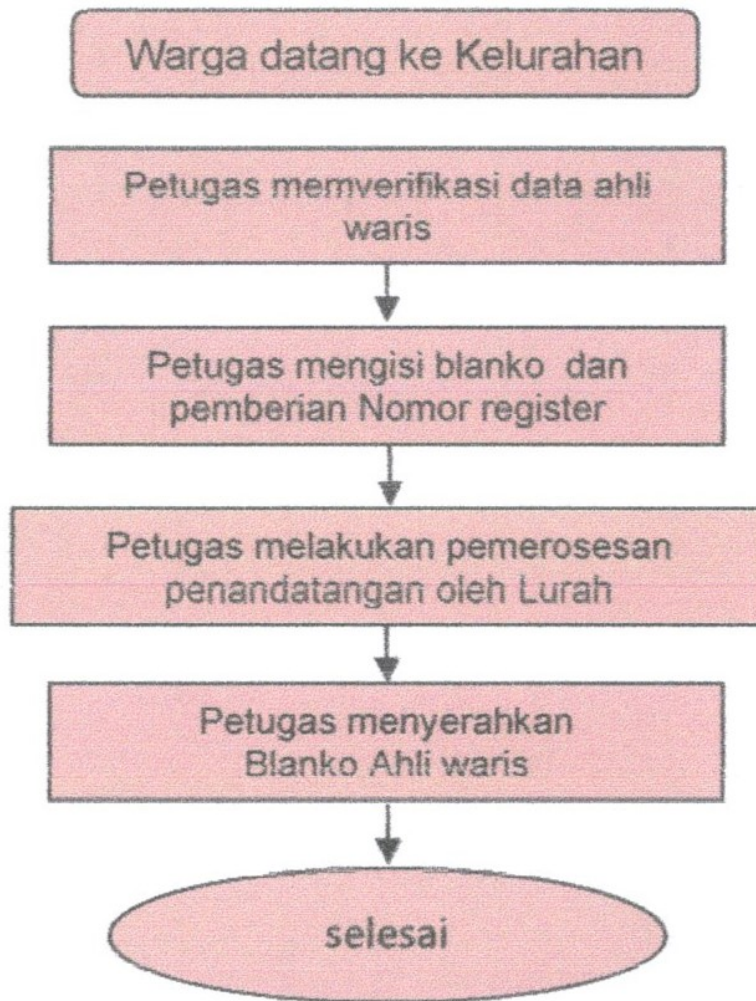 Warga datang ke Kelurahan
Petugas memverifikasi data ahli
waris
Petugas mengisi blanko dan
pemberian Nomor register
Petugas melakukan pemerosesan
penandatangan oleh Lurah
Petugas menyerahkan
Blanko Ahli waris
selesai